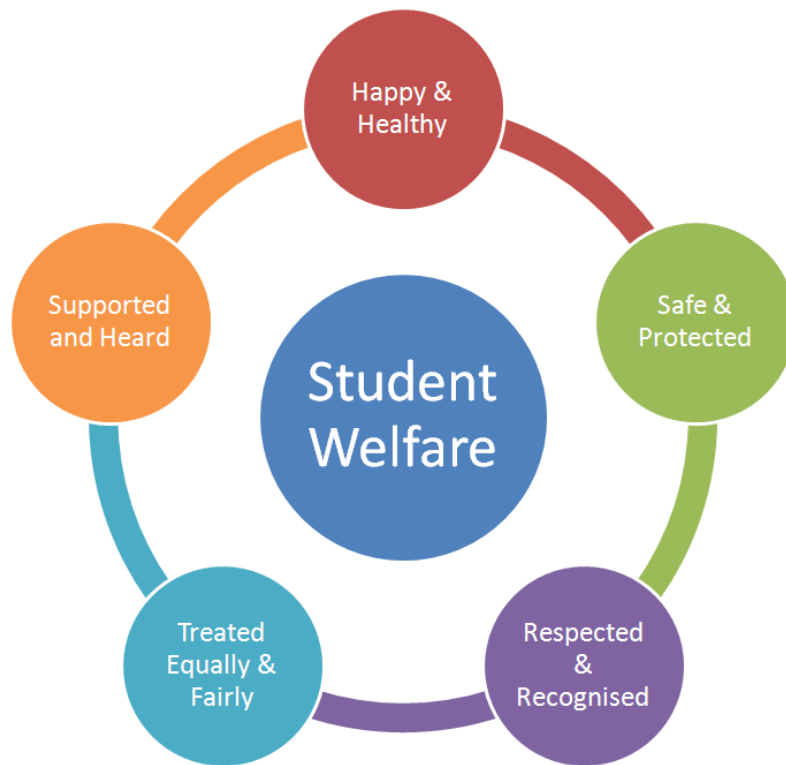 Happy &
Healthy
Safe &
Protected
Respected
&
Recognised
Treated
Equally &
Fairly
Supported
and Heard
Student
Welfare